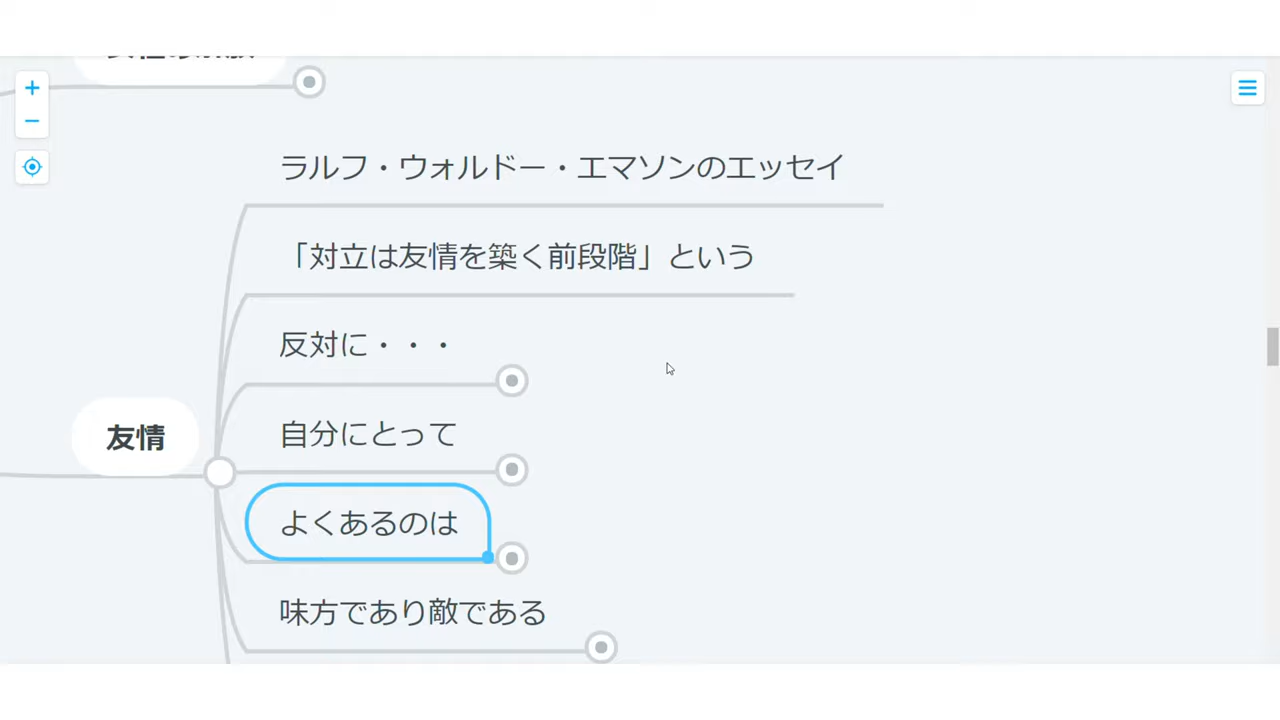 ラルフ・ウォルドー・エマソンのエッセイ
「対立は友情を築く前段階」という
反対に・・・
友情
自分にとって
よくあるのは
味方であり敵である